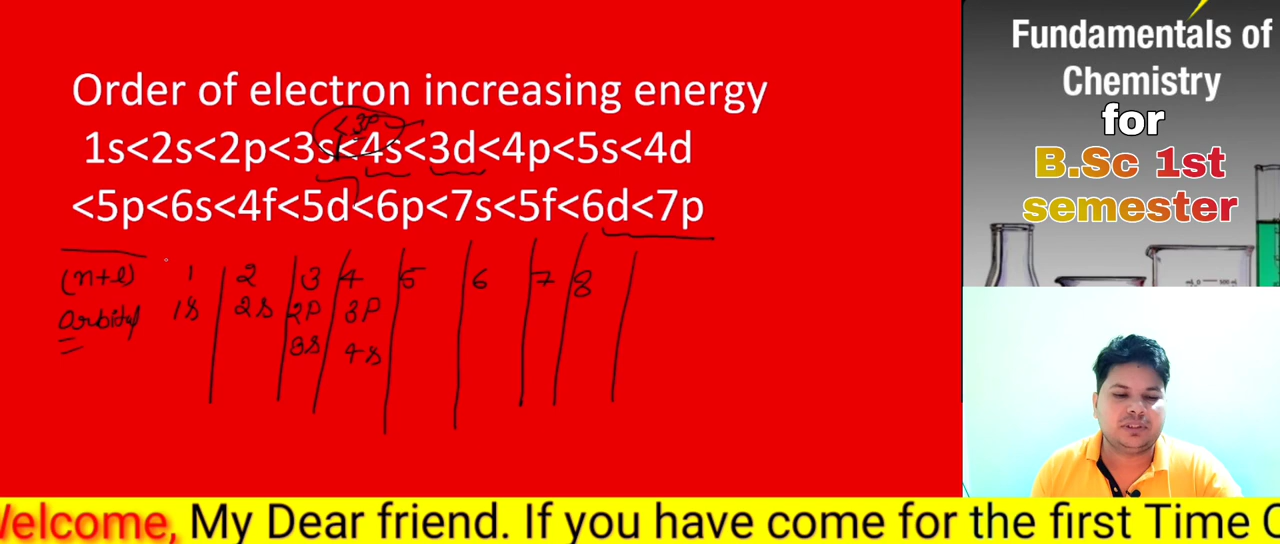 Order of electron increasing energy
<3p
1s<2s<2p<3s<4s<3d<4p<5s<4d
<5p<6s<4f<5d<6p<7s<5f<6d<7p
(n+l) 1 2 3 4 5 6 7 8
Orbital 1s 2s 2p 3p
3s 4s
Fundamentals of
Chemistry
for
B.Sc 1st
semester
Welcome, My Dear friend. If you have come for the first Time